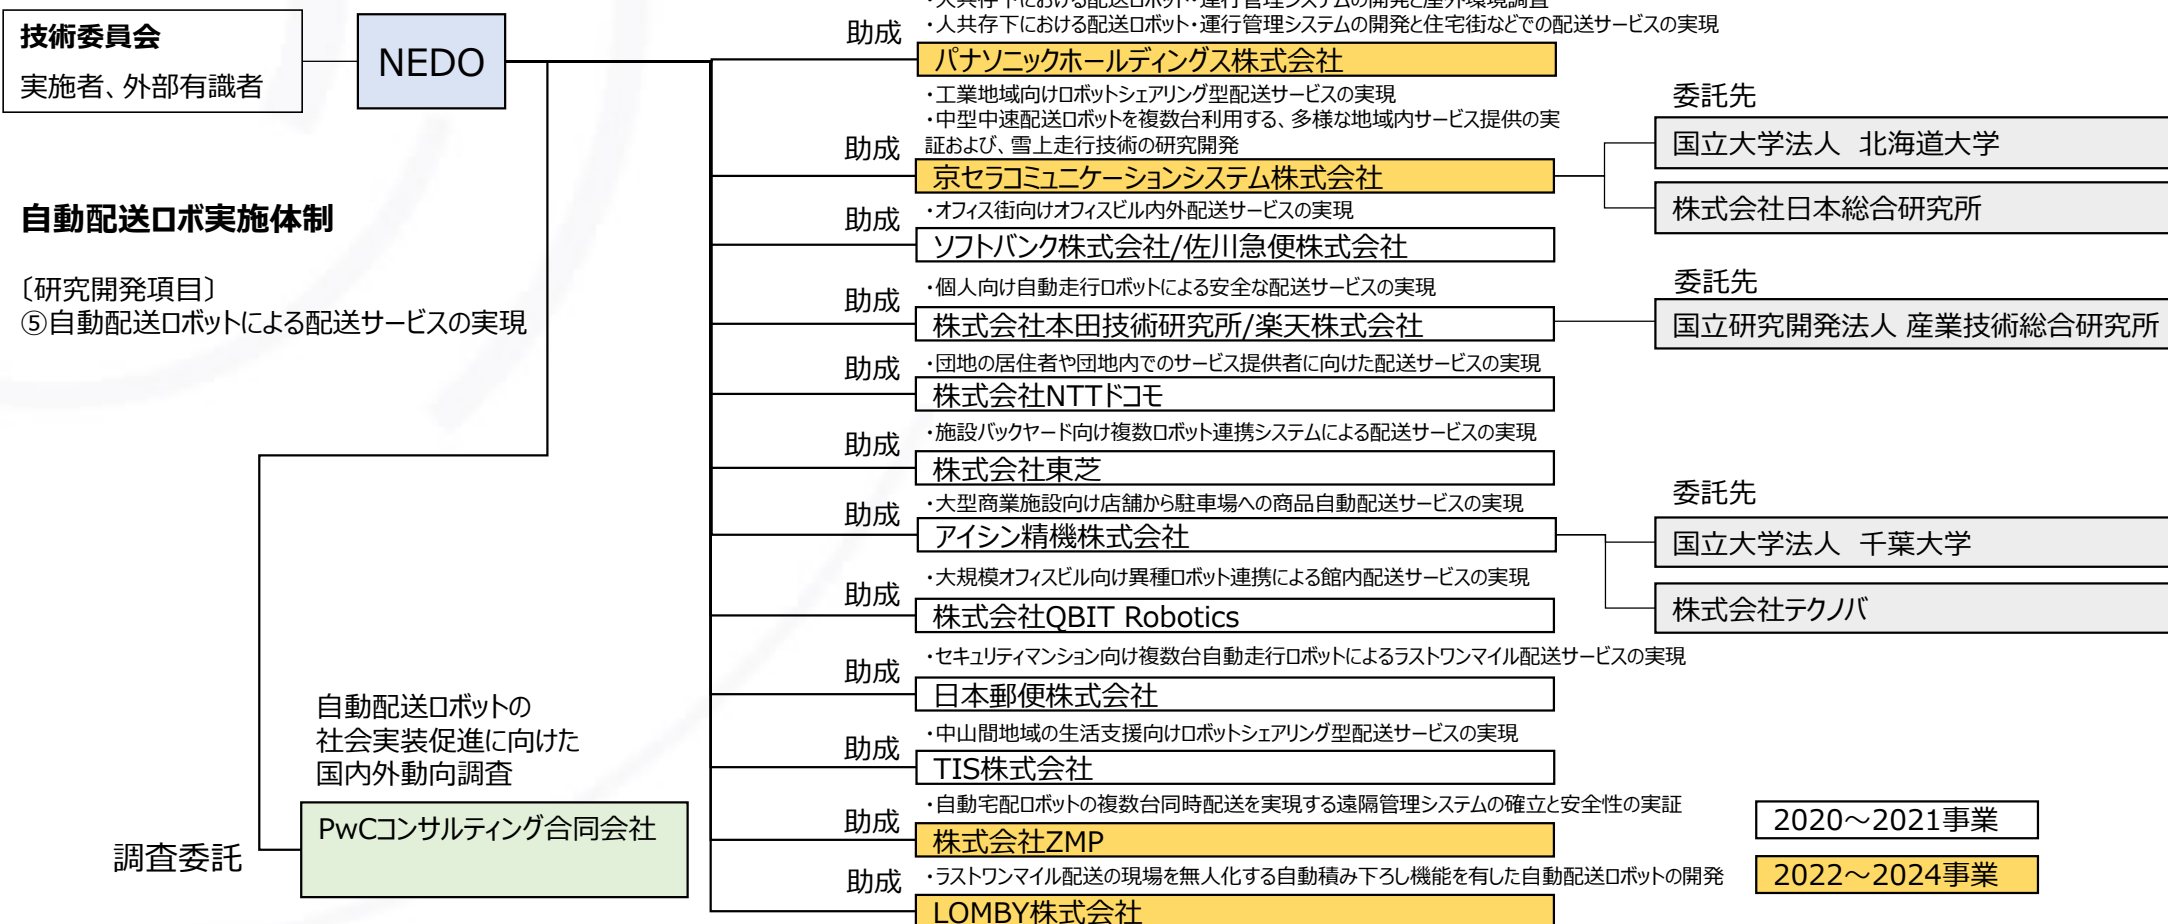 技術委員会
実施者、外部有識者
NEDO
自動配送ロボ実施体制
〔研究開発項目〕
⑤自動配送ロボットによる配送サービスの実現
自動配送ロボットの
社会実装促進に向けた
国内外動向調査
調査委託
PwCコンサルティング合同会社
・人共存下における配送ロボット・運行管理システムの開発と屋外環境調査
・人共存下における配送ロボット・運行管理システムの開発と住宅街などでの配送サービスの実現
助成
パナソニックホールディングス株式会社
・工業地域向けロボットシェアリング型配送サービスの実現
・中型中速配送ロボットを複数台利用する、多様な地域内サービス提供の実
証および、雪上走行技術の研究開発
助成
京セラコミュニケーションシステム株式会社
委託先
国立大学法人 北海道大学
株式会社日本総合研究所
・オフィス街向けオフィスビル内外配送サービスの実現
助成
ソフトバンク株式会社/佐川急便株式会社
・個人向け自動走行ロボットによる安全な配送サービスの実現
助成
株式会社本田技術研究所/楽天株式会社
委託先
国立研究開発法人 産業技術総合研究所
・団地の居住者や団地内でのサービス提供者に向けた配送サービスの実現
助成
株式会社NTTドコモ
・施設バックヤード向け複数ロボット連携システムによる配送サービスの実現
助成
株式会社東芝
・大型商業施設向け店舗から駐車場への商品自動配送サービスの実現
助成
アイシン精機株式会社
委託先
国立大学法人 千葉大学
株式会社テクノバ
・大規模オフィスビル向け異種ロボット連携による館内配送サービスの実現
助成
株式会社QBIT Robotics
・セキュリティマンション向け複数台自動走行ロボットによるラストワンマイル配送サービスの実現
助成
日本郵便株式会社
・中山間地域の生活支援向けロボットシェアリング型配送サービスの実現
助成
TIS株式会社
・自動宅配ロボットの複数台同時配送を実現する遠隔管理システムの確立と安全性の実証
助成
株式会社ZMP
・ラストワンマイル配送の現場を無人化する自動積み下ろし機能を有した自動配送ロボットの開発
助成
LOMBY株式会社
2020～2021事業
2022～2024事業